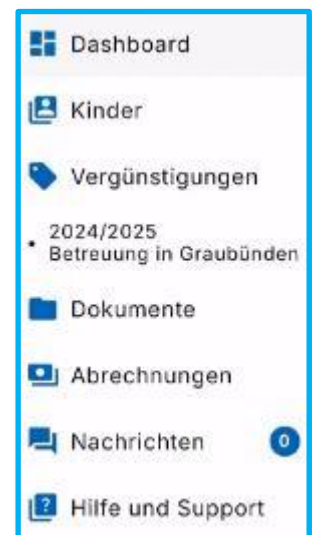 Dashboard
Kinder
Vergünstigungen
• 2024/2025
Betreuung in Graubünden
Dokumente
Abrechnungen
Nachrichten 0
? Hilfe und Support